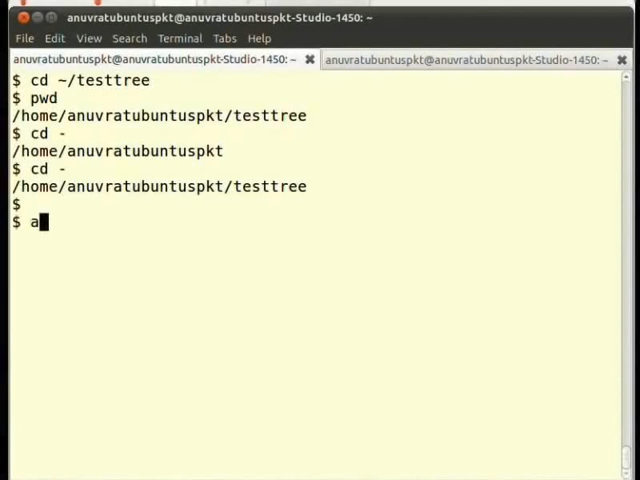 anuvratubuntuspkt@anuvratubuntuspkt-Studio-1450: ~
File Edit View Search Terminal Tabs Help
anuvratubuntuspkt@anuvratubuntuspkt-Studio-1450: ~ anuvratubuntuspkt@anuvratubuntuspkt-Studio-1450: ~
$ cd ~/testtree
$ pwd
/home/anuvratubuntuspkt/testtree
$ cd -
/home/anuvratubuntuspkt
$ cd -
/home/anuvratubuntuspkt/testtree
$
$ a